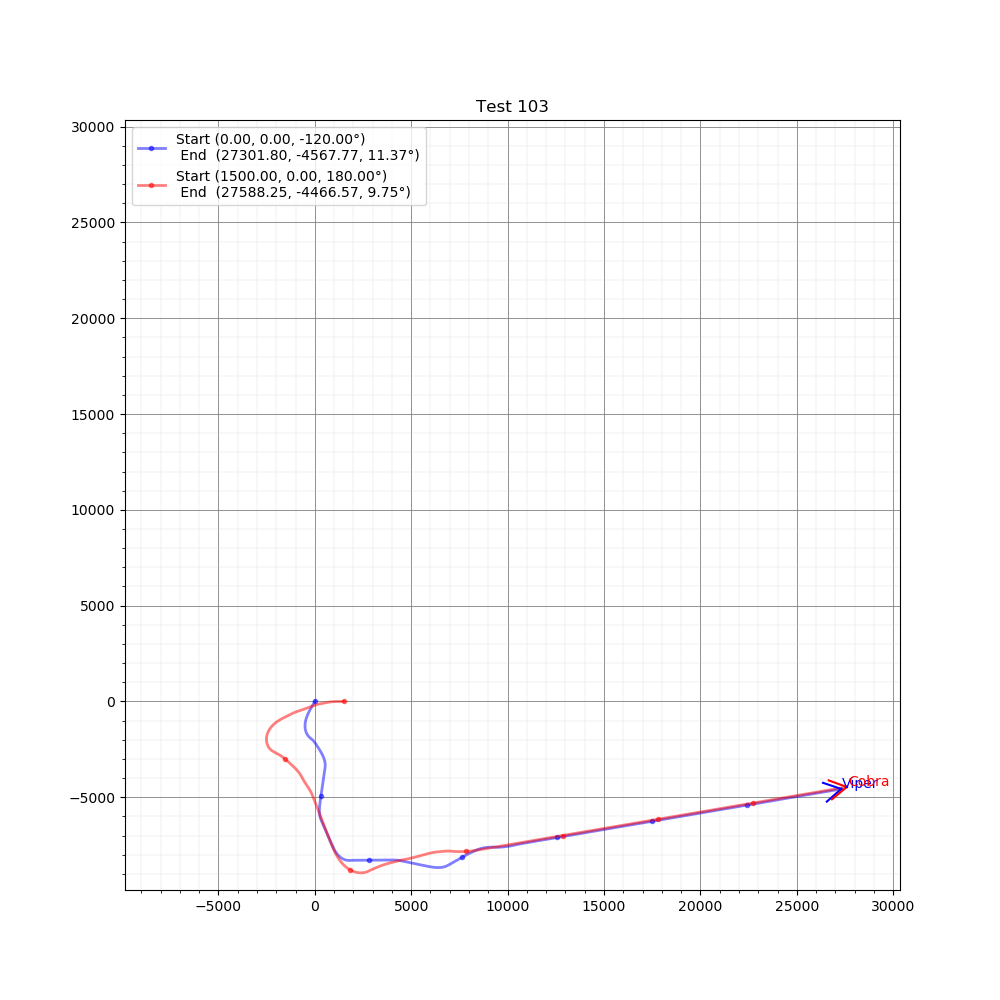 Test 103
Start (0.00, 0.00, -120.00°)
End (27301.80, -4567.77, 11.37°)
Start (1500.00, 0.00, 180.00°)
End (27588.25, -4466.57, 9.75°)
30000
25000
20000
15000
10000
5000
0
−5000
Cobra
Viper
−5000 0 5000 10000 15000 20000 25000 30000